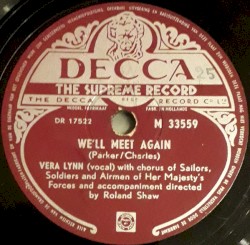 DECCA
25
THE SUPREME RECORD
THE DECCA RECORD CO LTD
DR 17522
M 33559
WE'LL MEET AGAIN
(Parker/Charles)
VERA LYNN (vocal) with chorus of Sailors,
Soldiers and Airmen of Her Majesty's
Forces and accompaniment directed
by Roland Shaw